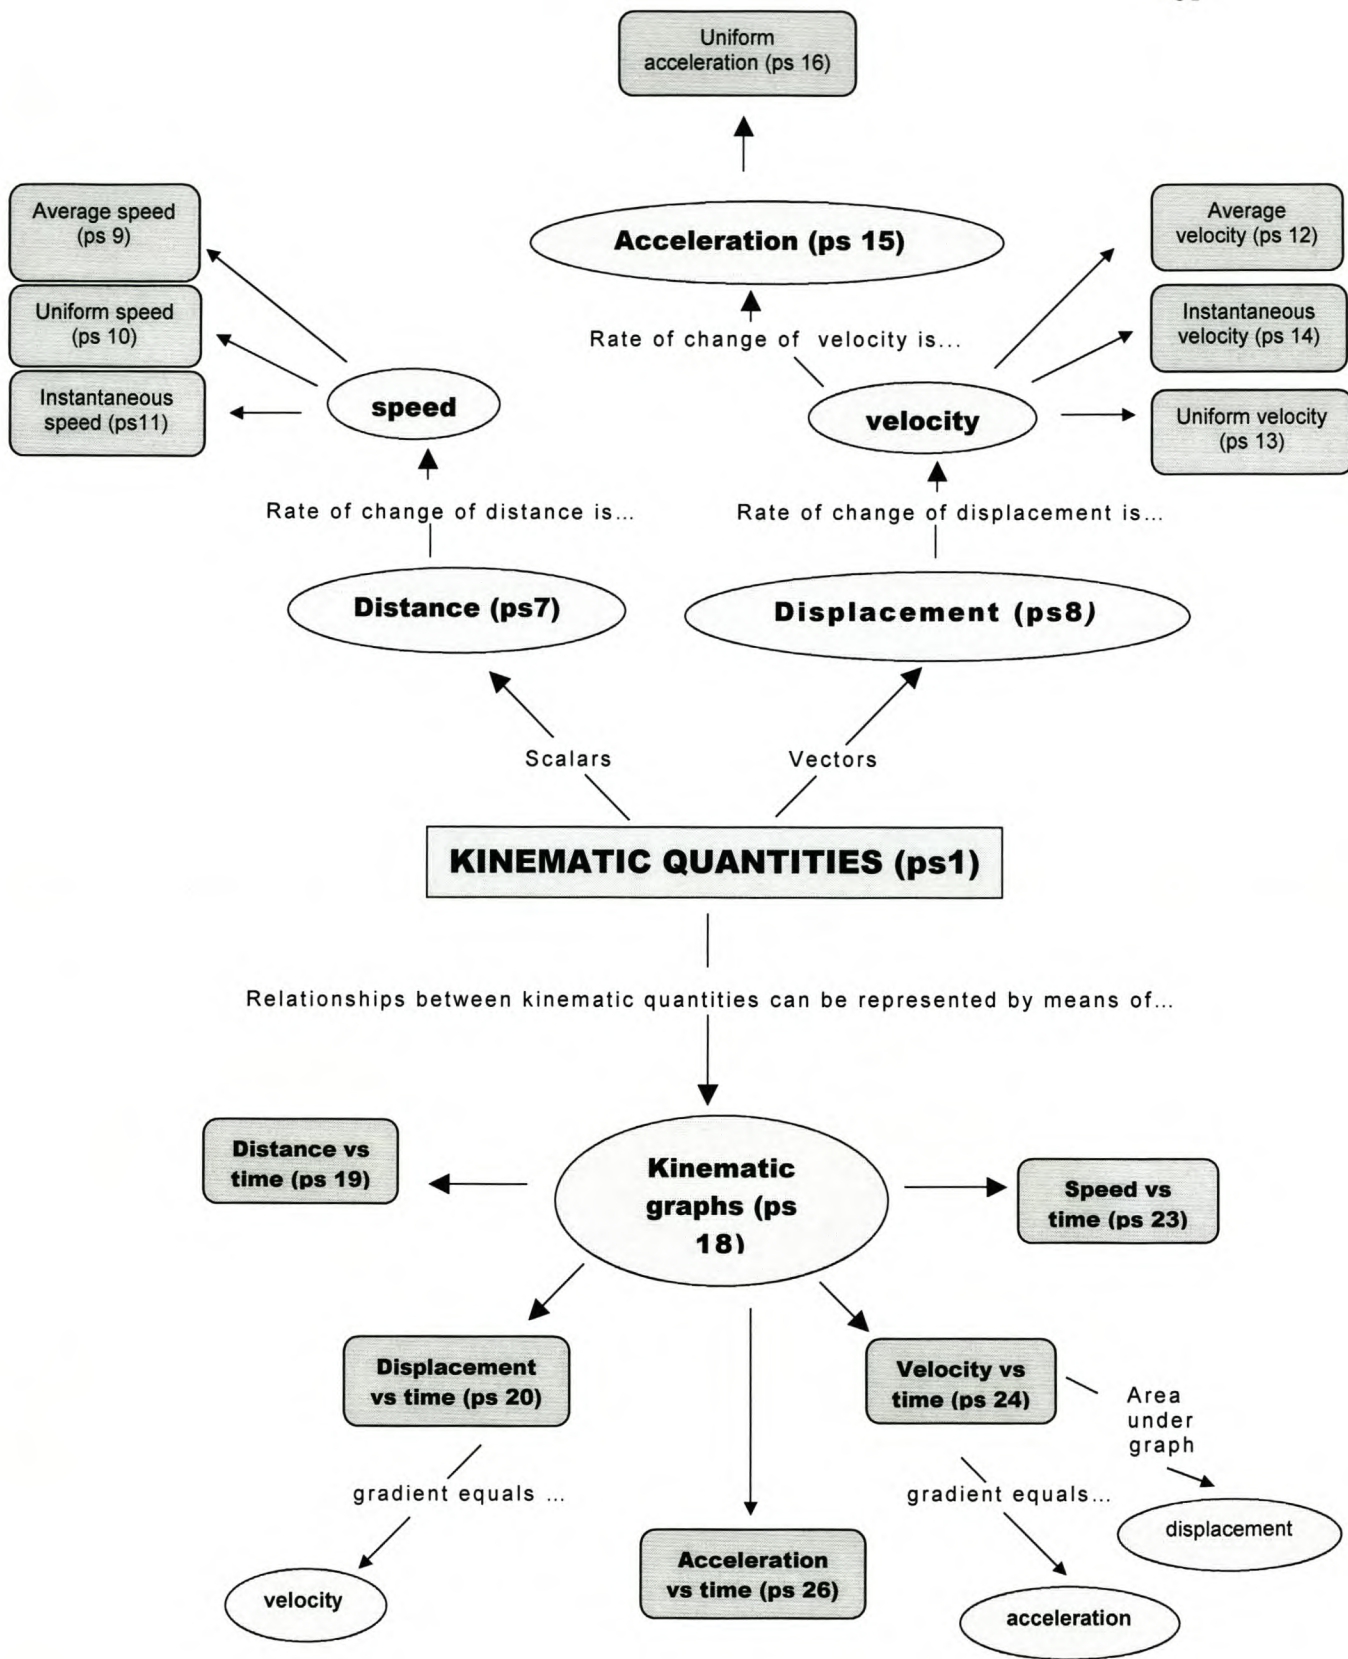 Uniform
acceleration (ps 16)
Average speed
(ps 9)
Uniform speed
(ps 10)
Instantaneous
speed (ps11)
Acceleration (ps 15)
Average
velocity (ps 12)
Instantaneous
velocity (ps 14)
Uniform velocity
(ps 13)
Rate of change of velocity is...
speed
velocity
Rate of change of distance is...
Rate of change of displacement is...
Distance (ps7)
Displacement (ps8)
Scalars
Vectors
KINEMATIC QUANTITIES (ps1)
Relationships between kinematic quantities can be represented by means of...
Distance vs
time (ps 19)
Kinematic
graphs (ps
18)
Speed vs
time (ps 23)
Displacement
vs time (ps 20)
Velocity vs
time (ps 24)
Area
under
graph
gradient equals ...
gradient equals...
displacement
Acceleration
vs time (ps 26)
velocity
acceleration